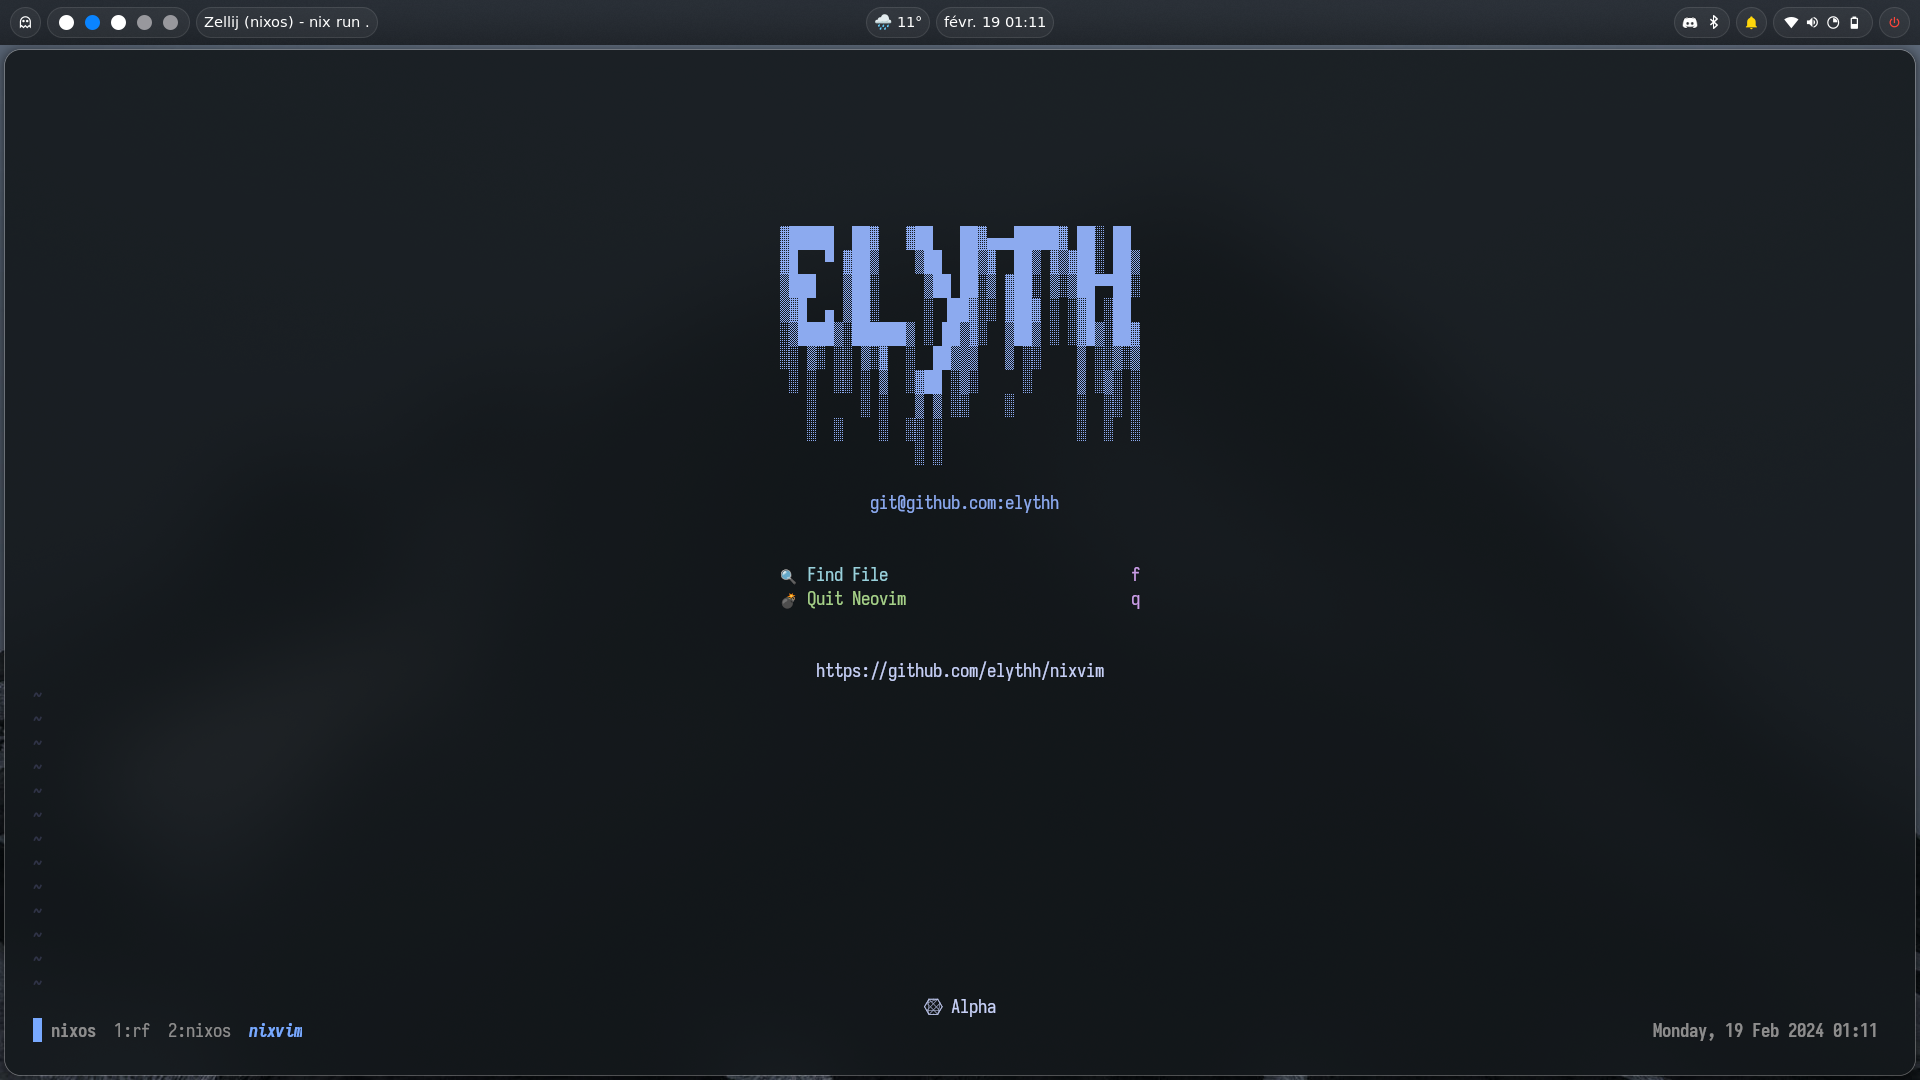 Zellij (nixos) - nix run .
11°
févr. 19 01:11
ELYTH
git@github.com:elythh
Find File f
Quit Neovim q
https://github.com/elythh/nixvim
~
~
~
~
~
~
~
~
~
~
~
~
~
Alpha
nixos 1:rf 2:nixos nixvim
Monday, 19 Feb 2024 01:11